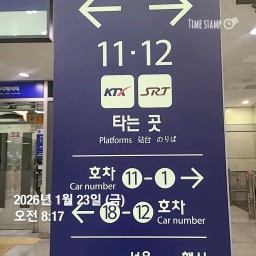 TIME STAMP
11·12
KTX SRT
타는 곳
Platforms 站台 のりば
호차 11-1
Car number
2026년 1월 23일 (금)
18-12 호차
Car number
오전 8:17